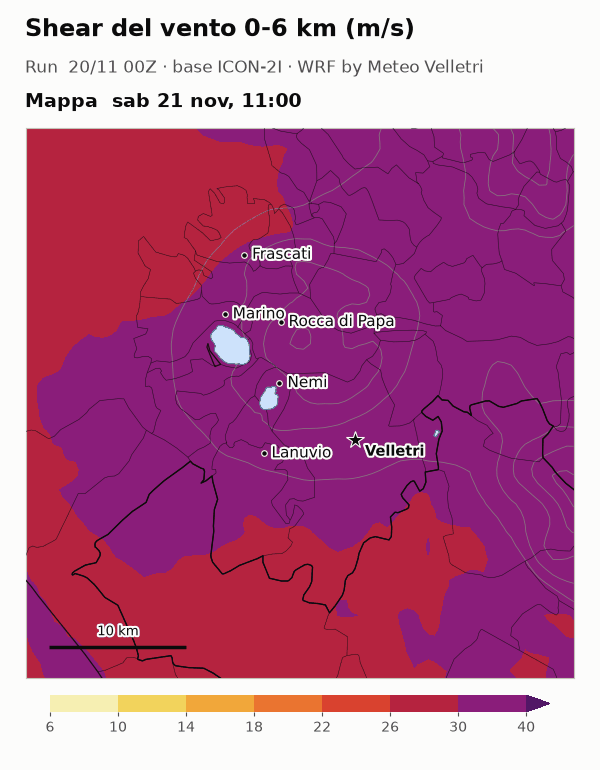 Shear del vento 0-6 km (m/s)
Run  20/11 00Z · base ICON-2I · WRF by Meteo Velletri
Mappa  sab 21 nov, 11:00
Frascati
Marino
Rocca di Papa
Nemi
Velletri
Lanuvio
10 km
6 10 14 18 22 26 30 40